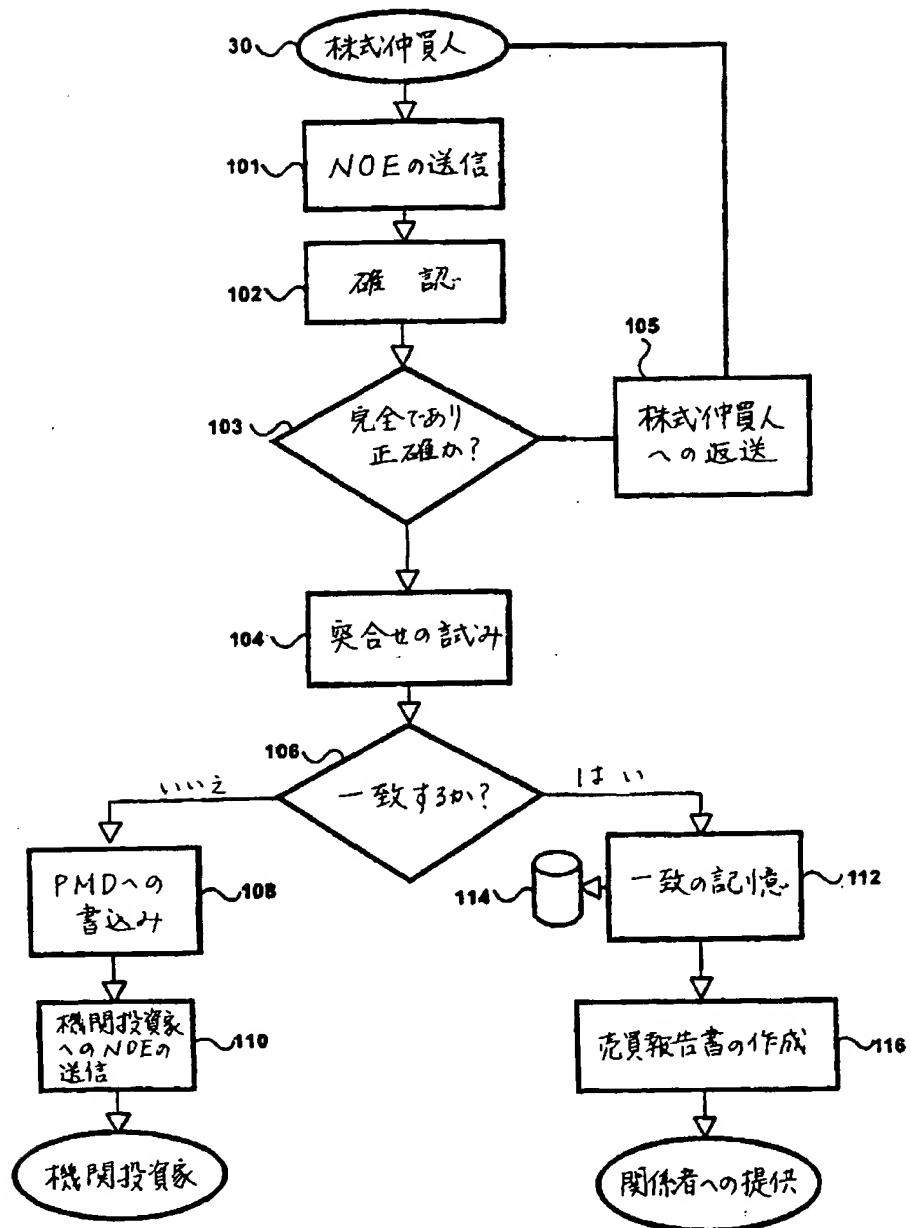 30
株式仲買人
101
NOEの送信
102
確認
105
103
完全であり
正確か?
株式仲買人
への返送
104
突合せの試み
106
一致するか?
いいえ
はい
PMDへの
書込み
108
114
一致の記憶
112
機関投資家
へのNOEの
送信
110
売買報告書の作成
116
機関投資家
関係者への提供